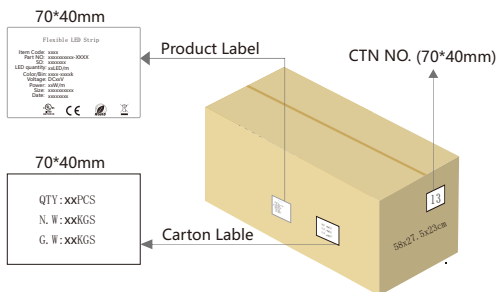 70*40mm
Flexible LED Strip
Item Code: xxxx
Part NO: xxxxxxxxxx-XXXX
SO: xxxxxxx
LED quantity: xxLED/m
Color/Bin: xxxx-xxxxk
Voltage: DCxxV
Power: xxW/m
Size: xxxxxxxxxx
Date: xxxxxxxx
CE
Product Label
CTN NO. (70*40mm)
70*40mm
QTY:xxPCS
N.W:xxKGS
G.W:xxKGS
Carton Lable
13
58x27.5x23cm